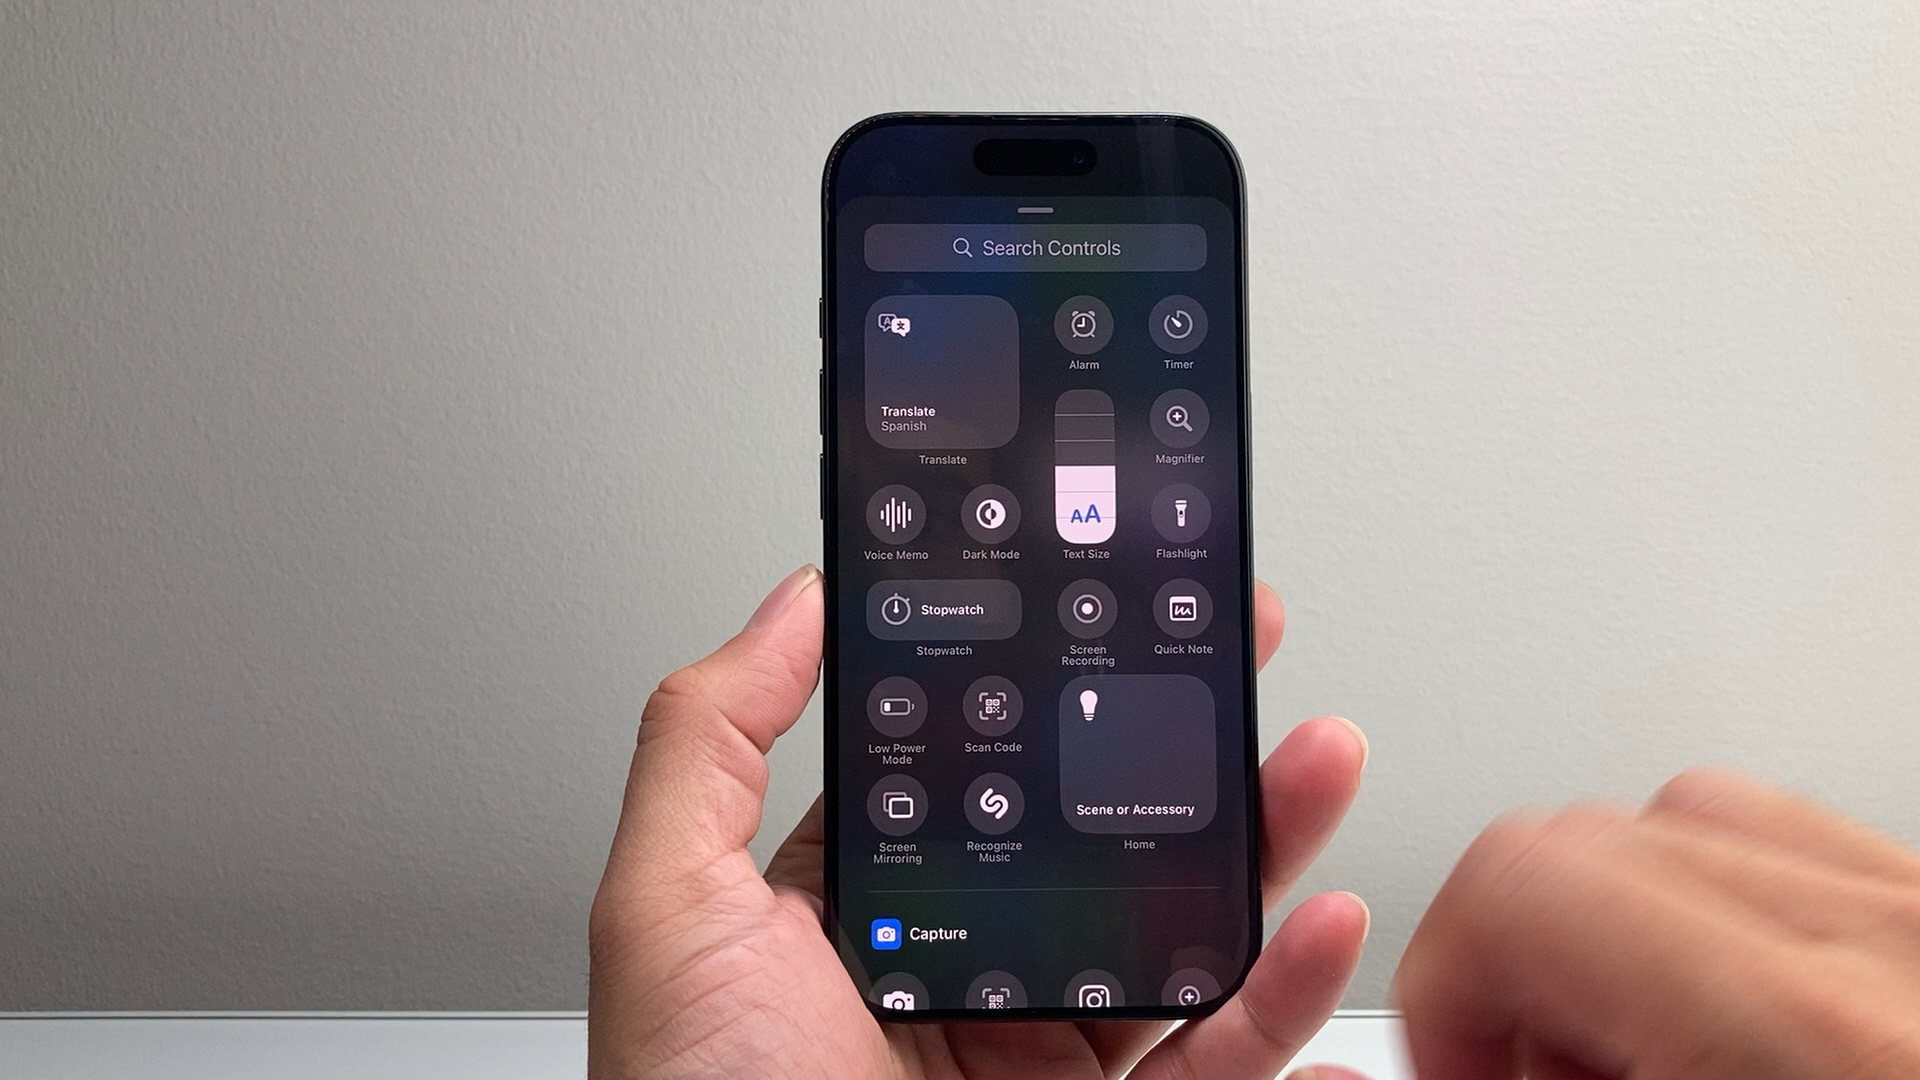 Search Controls
Translate
Spanish
Translate
Alarm
Timer
Magnifier
Voice Memo
Dark Mode
AA
Text Size
Flashlight
Stopwatch
Stopwatch
Screen
Recording
Quick Note
Low Power
Mode
Scan Code
Scene or Accessory
Home
Screen
Mirroring
Recognize
Music
Capture